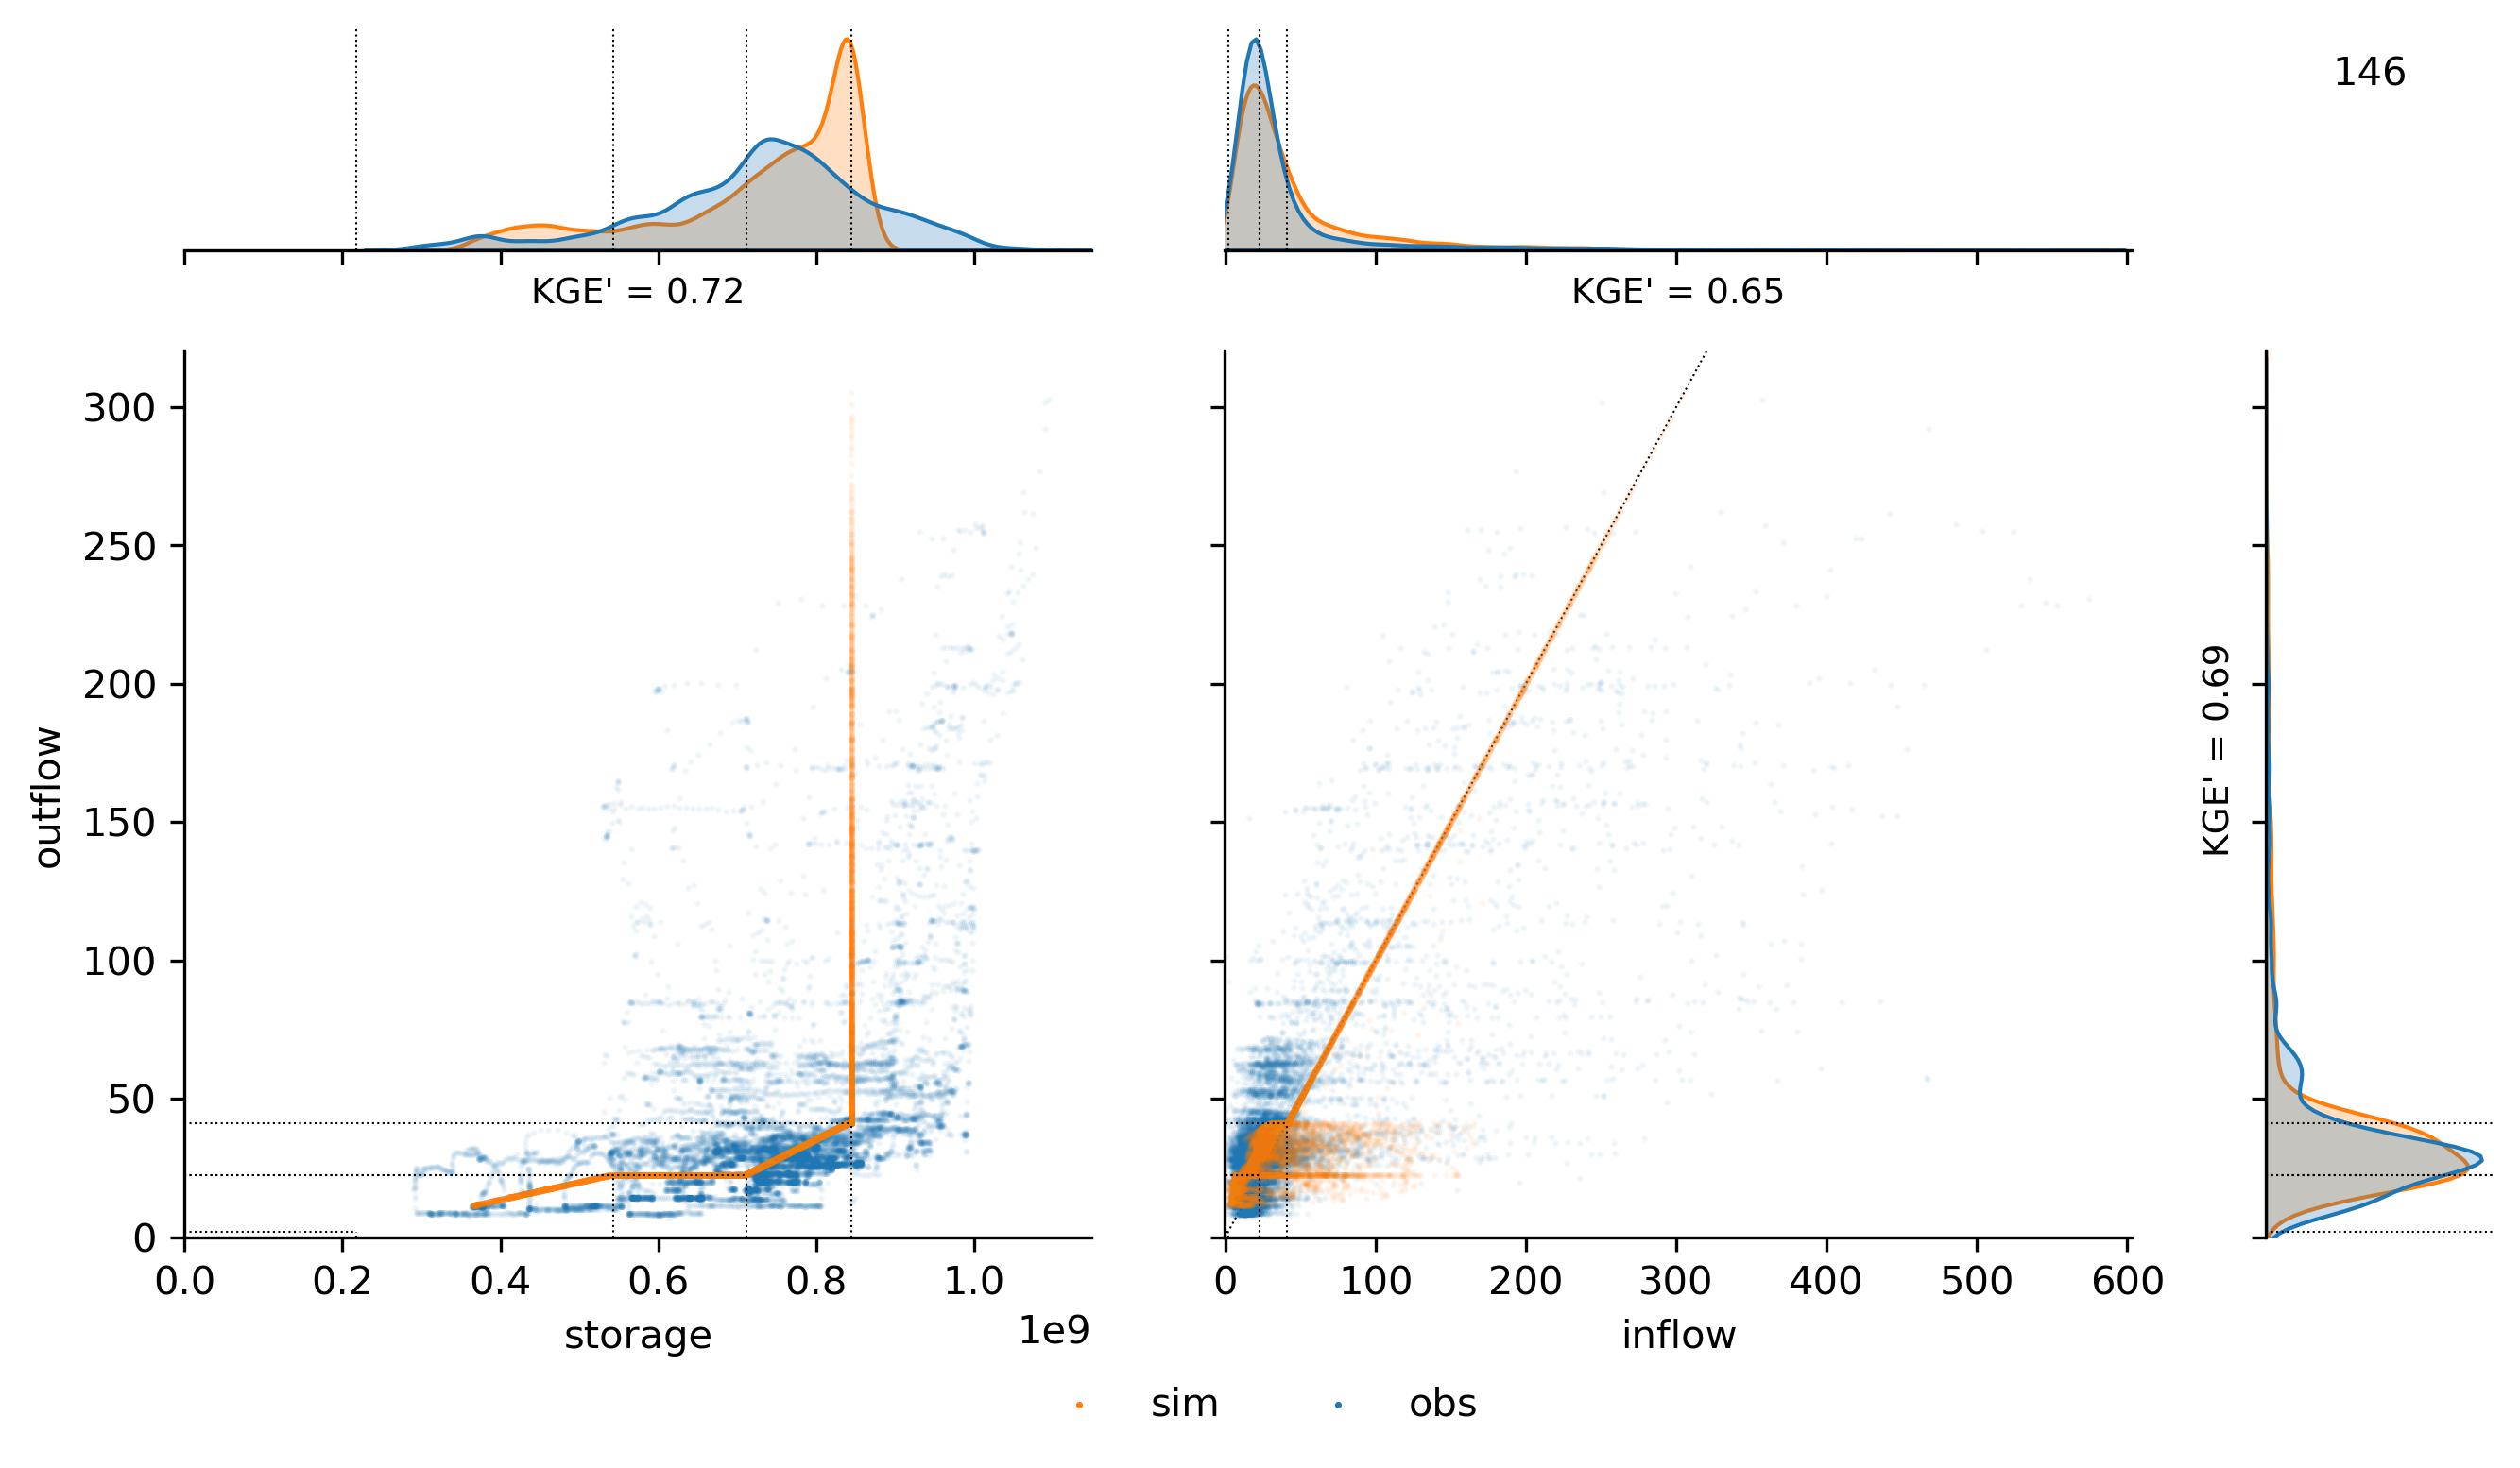 146
KGE' = 0.72
KGE' = 0.65
300
250
200
150
100
50
0
outflow
KGE' = 0.69
0.0 0.2 0.4 0.6 0.8 1.0
1e9
storage
0 100 200 300 400 500 600
inflow
sim obs